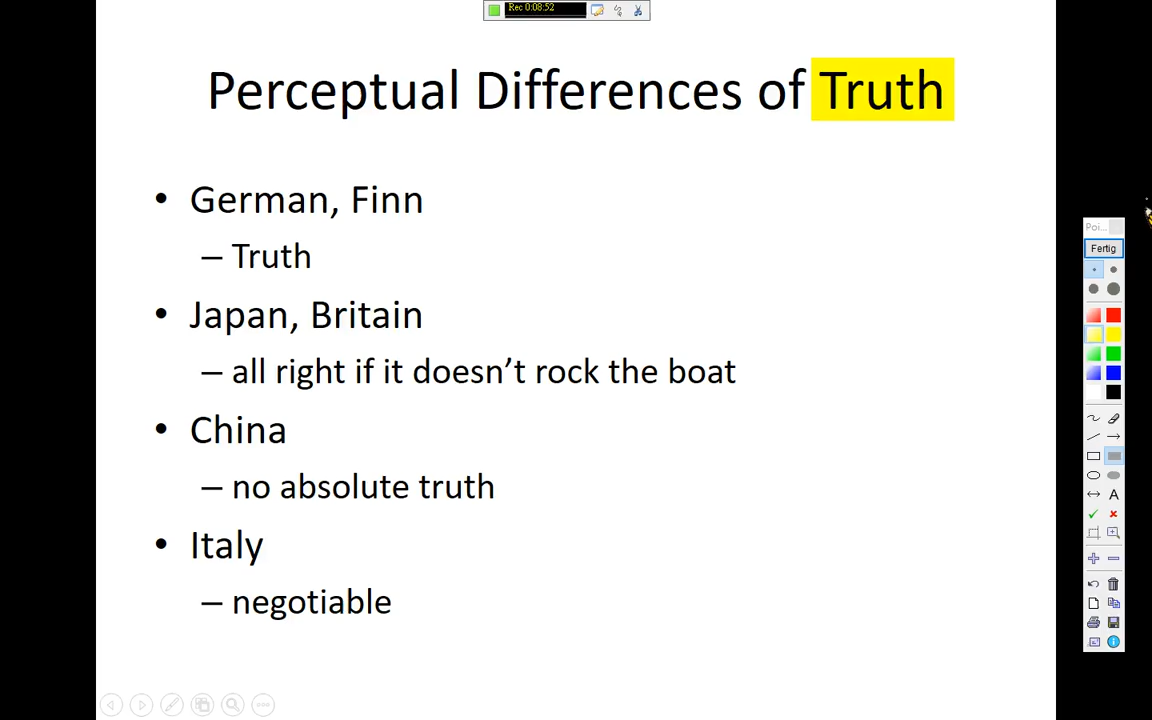 Rec 0:08:52
Perceptual Differences of Truth
• German, Finn
– Truth
• Japan, Britain
– all right if it doesn’t rock the boat
• China
– no absolute truth
• Italy
– negotiable
Poi...
Fertig
A